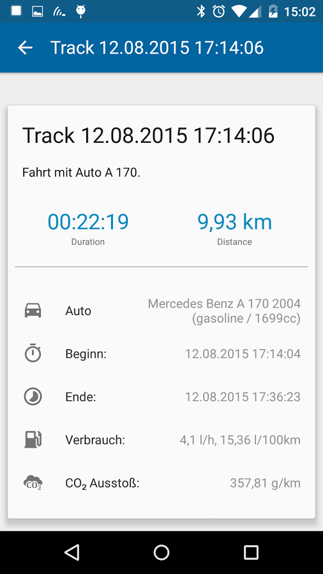 15:02
Track 12.08.2015 17:14:06
Track 12.08.2015 17:14:06
Fahrt mit Auto A 170.
00:22:19
9,93 km
Duration
Distance
Auto
Mercedes Benz A 170 2004
(gasoline / 1699cc)
Beginn:
12.08.2015 17:14:04
Ende:
12.08.2015 17:36:23
Verbrauch:
4,1 l/h, 15,36 l/100km
CO₂
CO₂ Ausstoß:
357,81 g/km